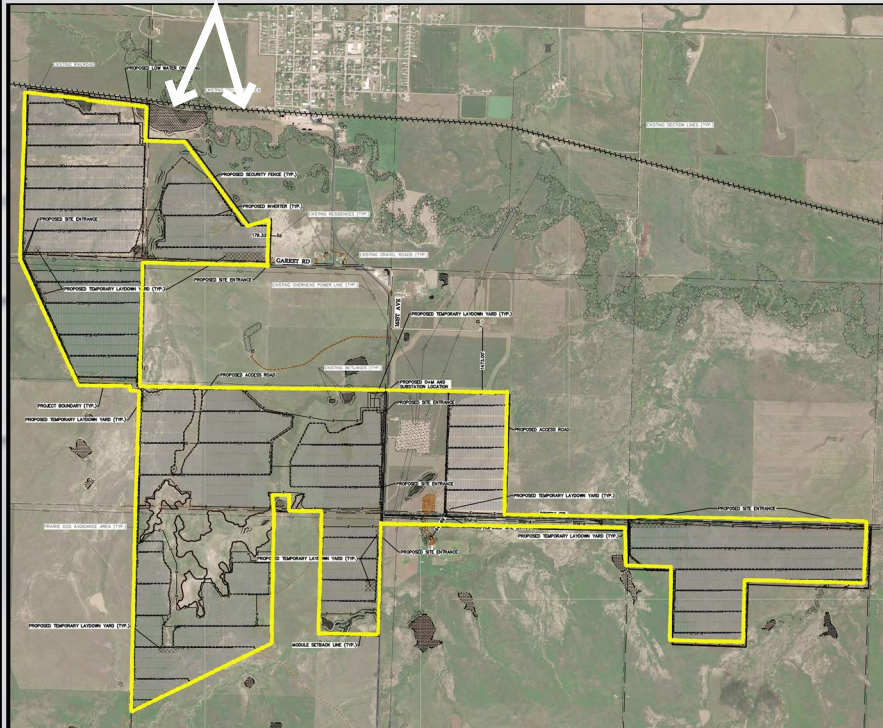 EXISTING RAILROAD
PROPOSED LOW WATER
EXISTING SECTION LINES (TYP.)
PROPOSED SECURITY FENCE (TYP.)
PROPOSED INVERTER (TYP.)
EXISTING RESIDENCES (TYP.
PROPOSED SITE ENTRANCE
GARRET RD
EXISTING GRAVEL ROADS (TYP.)
PROPOSED SITE ENTRANCE
EXISTING OVERHEAD POWER LINE (TYP.)
PROPOSED TEMPORARY LAYDOWN (TYP.)
PROPOSED TEMPORARY LAYDOWN YARD (TYP.)
EXISTING WETLANDS (TYP.
PROPOSED ACCESS ROAD
PROPOSED O+M AND
SUBSTATION LOCATION
PROPOSED SITE ENTRANCE
PROJECT BOUNDARY (TYP.)
PROPOSED TEMPORARY LAYDOWN YARD (TYP.)
PROPOSED ACCESS ROAD
PROPOSED SITE ENTRANCE
PROPOSED TEMPORARY LAYDOWN YARD (TYP.)
PROPOSED SITE ENTRANCE
PRAIRIE DOG AVOIDANCE AREA (TYP.)
PROPOSED TEMPORARY LAYDOWN YARD (TYP.)
PROPOSED SITE ENTRANCE
PROPOSED TEMPORARY LAYDOWN YARD (TYP.)
PROPOSED TEMPORARY LAYDOWN YARD (TYP.)
MODULE SETBACK LINE (TYP.)